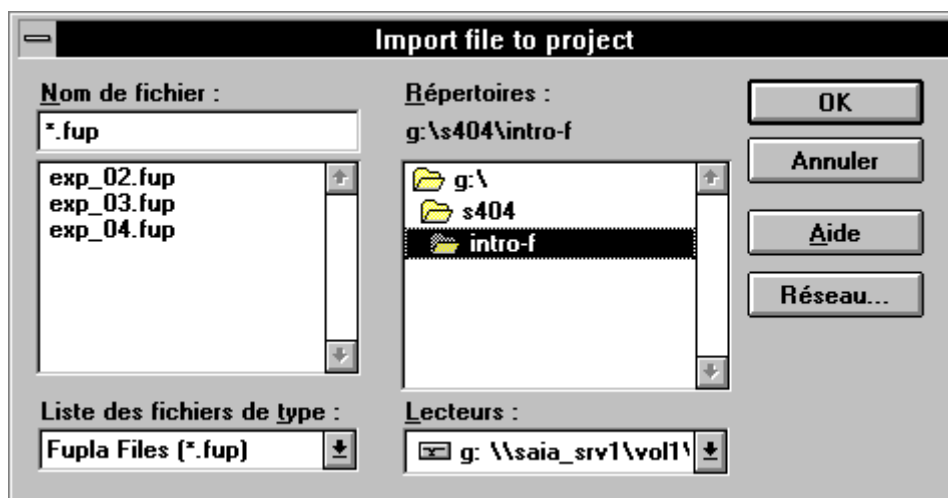 Import file to project
Nom de fichier :
*.fup
exp_02.fup
exp_03.fup
exp_04.fup
Liste des fichiers de type :
Fupla Files (*.fup)
Répertoires :
g:\s404\intro-f
g:\
s404
intro-f
Lecteurs :
g: \\saia_srv1\vol1\
OK
Annuler
Aide
Réseau...